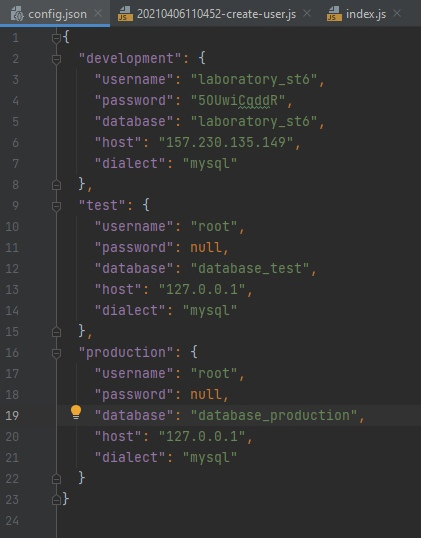 config.json 20210406110452-create-user.js index.js
1 {
2 "development": {
3 "username": "laboratory_st6",
4 "password": "5OUwiCqddR",
5 "database": "laboratory_st6",
6 "host": "157.230.135.149",
7 "dialect": "mysql"
8 },
9 "test": {
10 "username": "root",
11 "password": null,
12 "database": "database_test",
13 "host": "127.0.0.1",
14 "dialect": "mysql"
15 },
16 "production": {
17 "username": "root",
18 "password": null,
19 "database": "database_production",
20 "host": "127.0.0.1",
21 "dialect": "mysql"
22 }
23 }
24